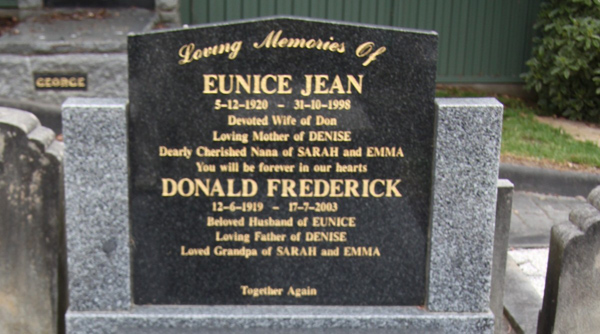 GEORGE
Loving Memories Of
EUNICE JEAN
5-12-1920 - 31-10-1998
Devoted Wife of Don
Loving Mother of DENISE
Dearly Cherished Nana of SARAH and EMMA
You will be forever in our hearts
DONALD FREDERICK
12-6-1919 - 17-7-2003
Beloved Husband of EUNICE
Loving Father of DENISE
Loved Grandpa of SARAH and EMMA
Together Again